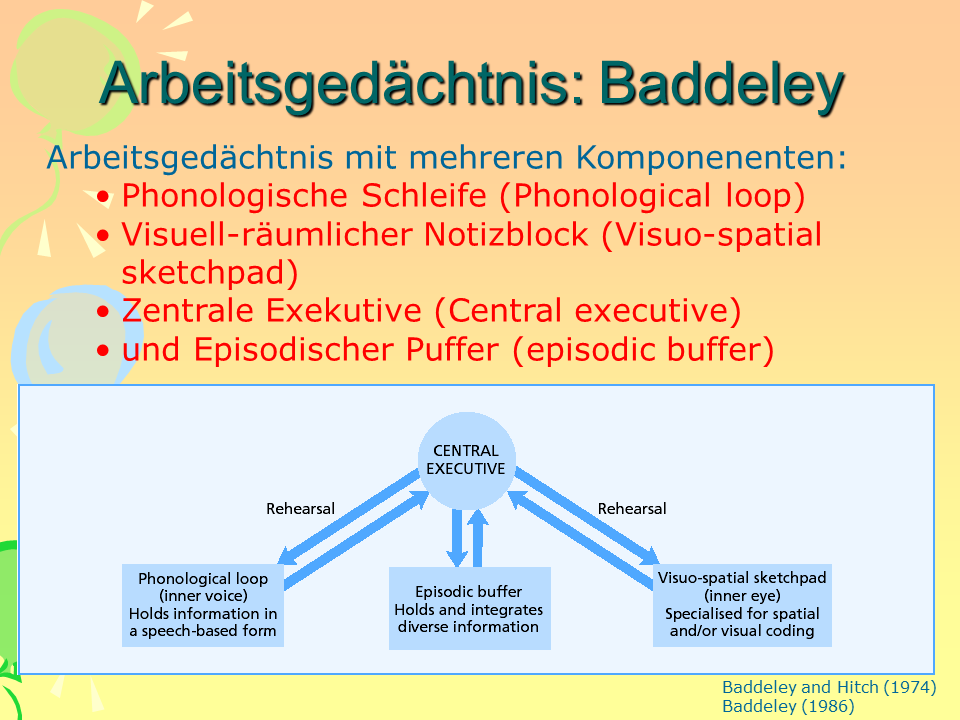 Arbeitsgedächtnis: Baddeley
Arbeitsgedächtnis mit mehreren Komponenenten:
• Phonologische Schleife (Phonological loop)
• Visuell-räumlicher Notizblock (Visuo-spatial
sketchpad)
• Zentrale Exekutive (Central executive)
• und Episodischer Puffer (episodic buffer)
CENTRAL
EXECUTIVE
Rehearsal
Rehearsal
Phonological loop
(inner voice)
Holds information in
a speech-based form
Episodic buffer
Holds and integrates
diverse information
Visuo-spatial sketchpad
(inner eye)
Specialised for spatial
and/or visual coding
Baddeley and Hitch (1974)
Baddeley (1986)